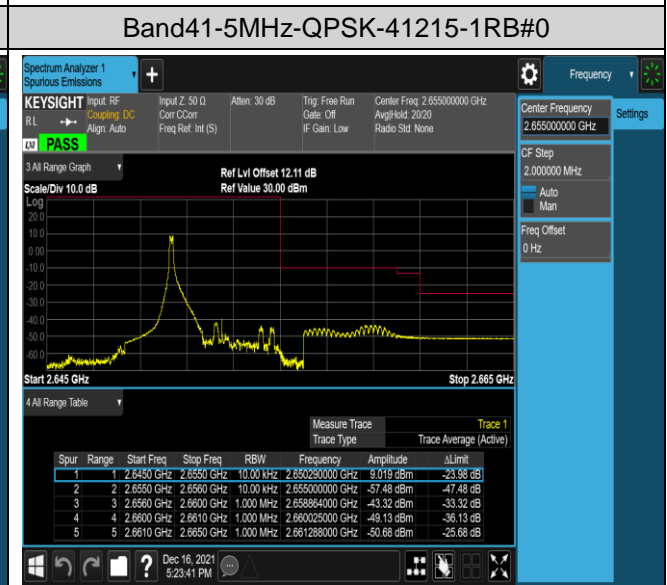 Band41-5MHz-QPSK-41215-1RB#0
Spectrum Analyzer 1
Spurious Emissions
Frequency
KEYSIGHT
RL
Input: RF
Coupling: DC
Align: Auto
Input Z: 50 Ω
Corr CCorr
Freq Ref: Int (S)
Atten: 30 dB
Trig: Free Run
Gate: Off
IF Gain: Low
Center Freq: 2.655000000 GHz
Avg|Hold: 20/20
Radio Std: None
LXI PASS
Center Frequency
2.655000000 GHz
Settings
CF Step
2.000000 MHz
Auto
Man
Freq Offset
0 Hz
3 All Range Graph
Ref Lvl Offset 12.11 dB
Scale/Div 10.0 dB Ref Value 30.00 dBm
Log
20.0
10.0
0.00
-10.0
-20.0
-30.0
-40.0
-50.0
-60.0
Start 2.645 GHz Stop 2.665 GHz
4 All Range Table
Measure Trace Trace 1
Trace Type Trace Average (Active)
Spur Range Start Freq Stop Freq RBW Frequency Amplitude ΔLimit
1 1 2.6450 GHz 2.6550 GHz 10.00 kHz 2.650290000 GHz 9.019 dBm -23.98 dB
2 2 2.6550 GHz 2.6560 GHz 10.00 kHz 2.655000000 GHz -57.48 dBm -47.48 dB
3 3 2.6560 GHz 2.6600 GHz 1.000 MHz 2.658864000 GHz -43.32 dBm -33.32 dB
4 4 2.6600 GHz 2.6610 GHz 1.000 MHz 2.660025000 GHz -49.13 dBm -36.13 dB
5 5 2.6610 GHz 2.6650 GHz 1.000 MHz 2.661288000 GHz -50.68 dBm -25.68 dB
Dec 16, 2021
5:23:41 PM